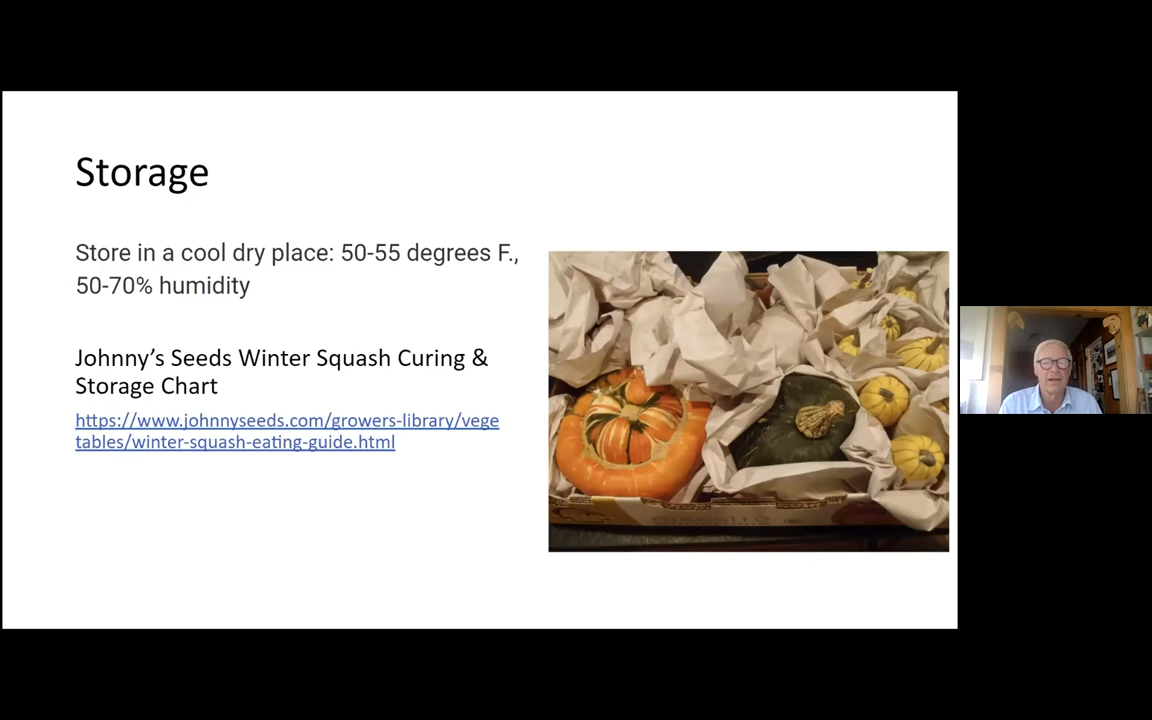 Storage
Store in a cool dry place: 50-55 degrees F.,
50-70% humidity
Johnny’s Seeds Winter Squash Curing &
Storage Chart
https://www.johnnyseeds.com/growers-library/vege
tables/winter-squash-eating-guide.html